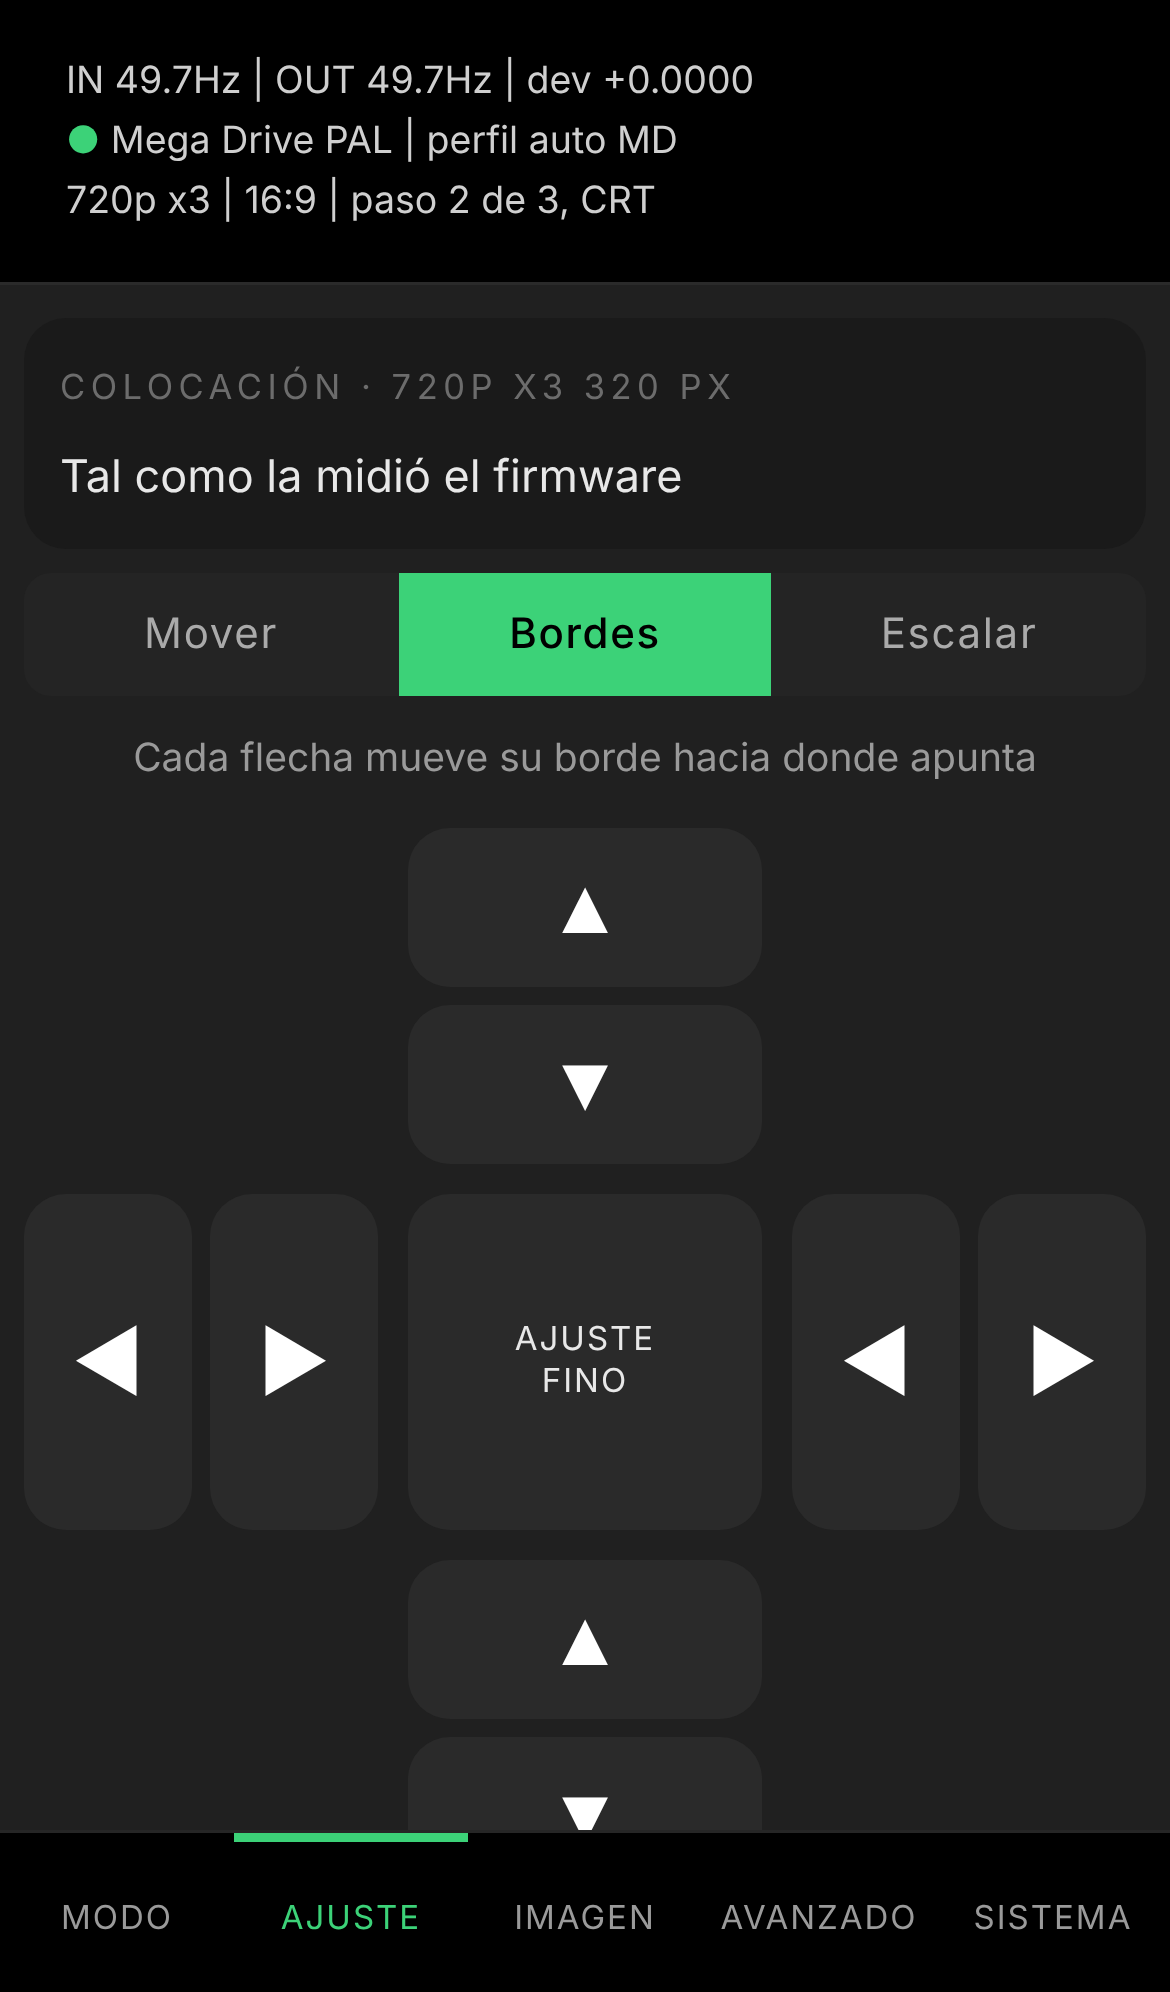 IN 49.7Hz | OUT 49.7Hz | dev +0.0000
Mega Drive PAL | perfil auto MD
720p x3 | 16:9 | paso 2 de 3, CRT
COLOCACIÓN · 720P X3 320 PX
Tal como la midió el firmware
Mover Bordes Escalar
Cada flecha mueve su borde hacia donde apunta
AJUSTE
FINO
MODO AJUSTE IMAGEN AVANZADO SISTEMA